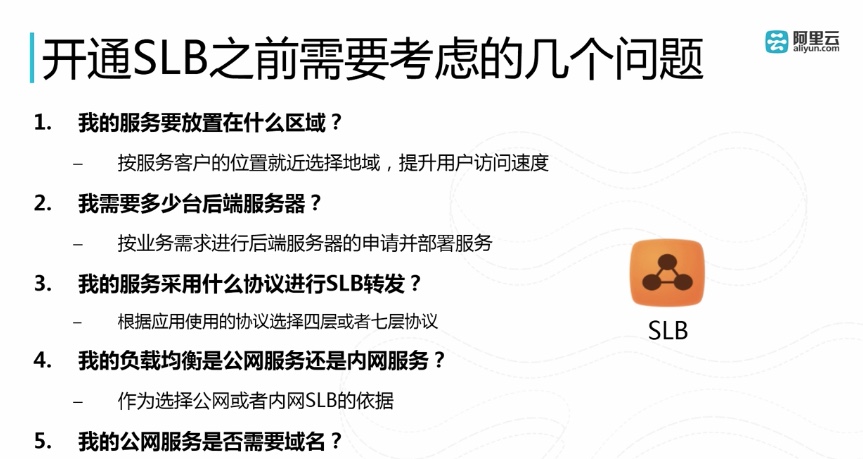 开通SLB之前需要考虑的几个问题
阿里云
aliyun.com
1. 我的服务要放置在什么区域？
– 按服务客户的位置就近选择地域，提升用户访问速度
2. 我需要多少台后端服务器？
– 按业务需求进行后端服务器的申请并部署服务
3. 我的服务采用什么协议进行SLB转发？
– 根据应用使用的协议选择四层或者七层协议
4. 我的负载均衡是公网服务还是内网服务？
– 作为选择公网或者内网SLB的依据
5. 我的公网服务是否需要域名？
SLB